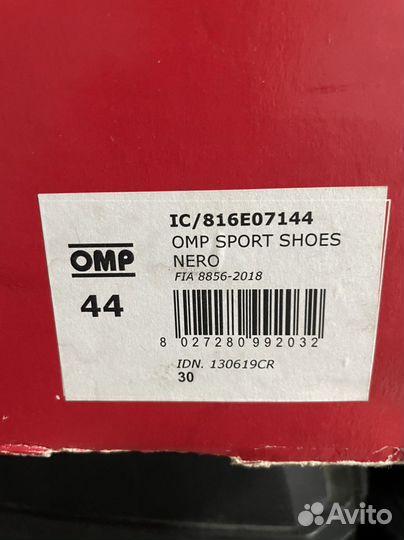 IC/816E07144
OMP SPORT SHOES
NERO
FIA 8856-2018
OMP
44
8 027280 992032
IDN. 130619CR
30
Avito